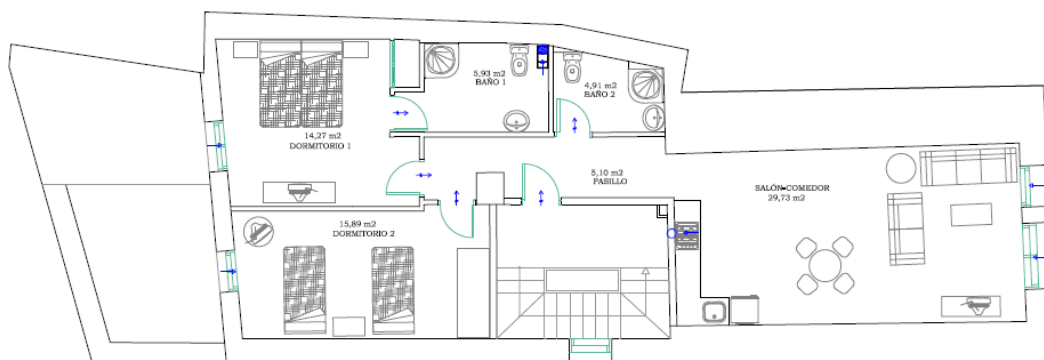 5,93 m2
BAÑO 1
4,91 m2
BAÑO 2
14,27 m2
DORMITORIO 1
5,10 m2
PASILLO
SALÓN-COMEDOR
29,73 m2
15,89 m2
DORMITORIO 2